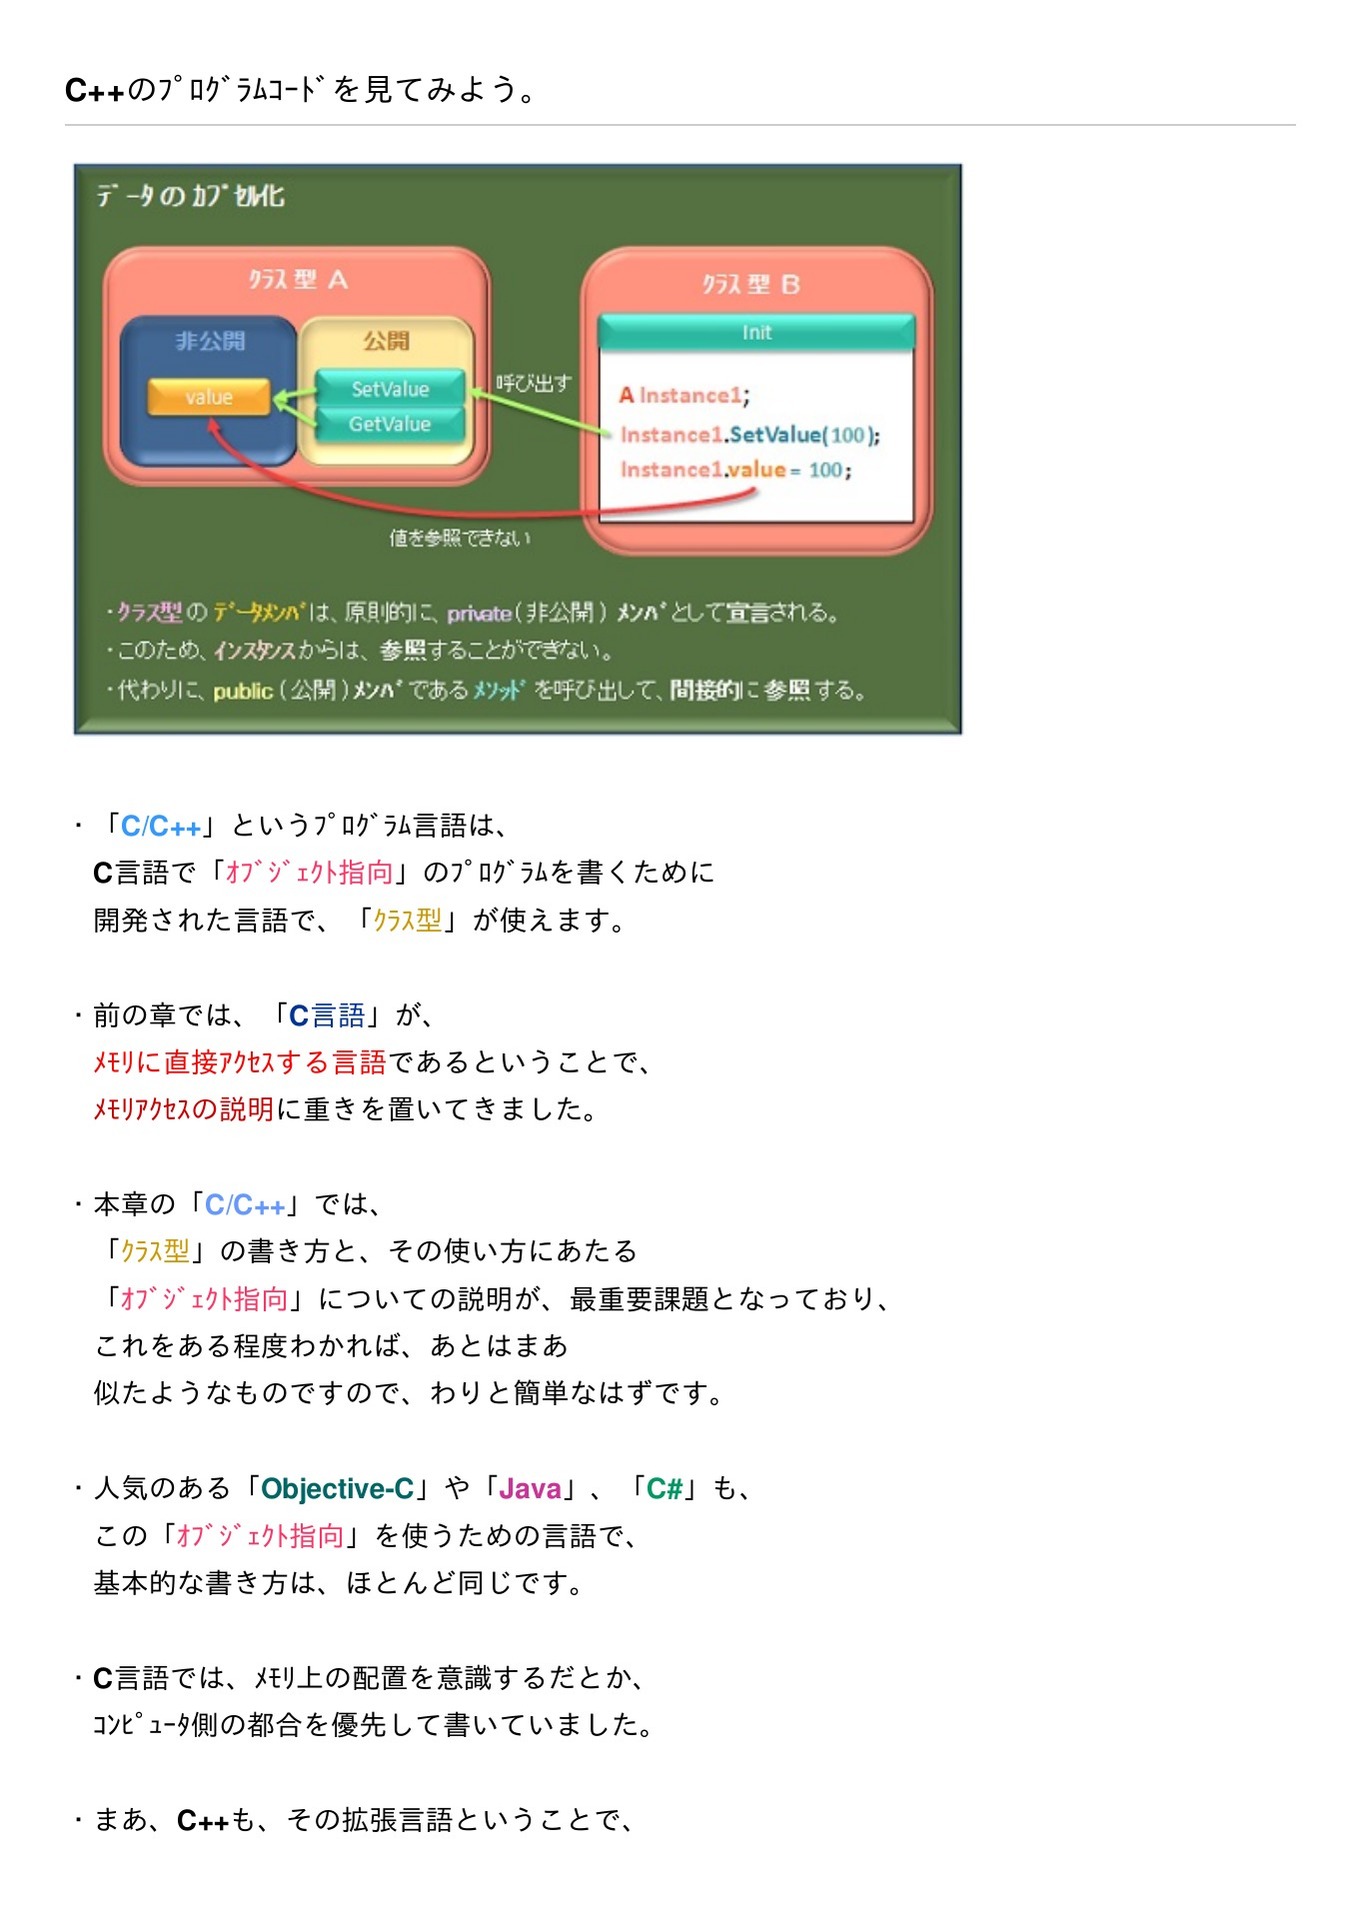 C++のﾌﾟﾛｸﾞﾗﾑｺｰﾄﾞを見てみよう。
ﾃﾞｰﾀのｶﾌﾟｾﾙ化
ｸﾗｽ型 A
非公開
公開
value
SetValue
GetValue
呼び出す
ｸﾗｽ型 B
Init
A Instance1;
Instance1.SetValue(100);
Instance1.value = 100;
値を参照できない
・クラス型のﾃﾞｰﾀﾒﾝﾊﾞは、原則的に、private(非公開)ﾒﾝﾊﾞとして宣言される。
・このため、インスタンスからは、参照することができない。
・代わりに、public(公開)ﾒﾝﾊﾞであるﾒｿｯﾄﾞを呼び出して、間接的に参照する。
・「C/C++」というﾌﾟﾛｸﾞﾗﾑ言語は、
C言語で「ｵﾌﾞｼﾞｪｸﾄ指向」のﾌﾟﾛｸﾞﾗﾑを書くために
開発された言語で、「ｸﾗｽ型」が使えます。
・前の章では、「C言語」が、
ﾒﾓﾘに直接ｱｸｾｽする言語であるということで、
ﾒﾓﾘｱｸｾｽの説明に重きを置いてきました。
・本章の「C/C++」では、
「ｸﾗｽ型」の書き方と、その使い方にあたる
「ｵﾌﾞｼﾞｪｸﾄ指向」についての説明が、最重要課題となっており、
これをある程度わかれば、あとはまあ
似たようなものですので、わりと簡単なはずです。
・人気のある「Objective-C」や「Java」、「C#」も、
この「ｵﾌﾞｼﾞｪｸﾄ指向」を使うための言語で、
基本的な書き方は、ほとんど同じです。
・C言語では、ﾒﾓﾘ上の配置を意識するだとか、
ｺﾝﾋﾟｭｰﾀ側の都合を優先して書いていました。
・まあ、C++も、その拡張言語ということで、